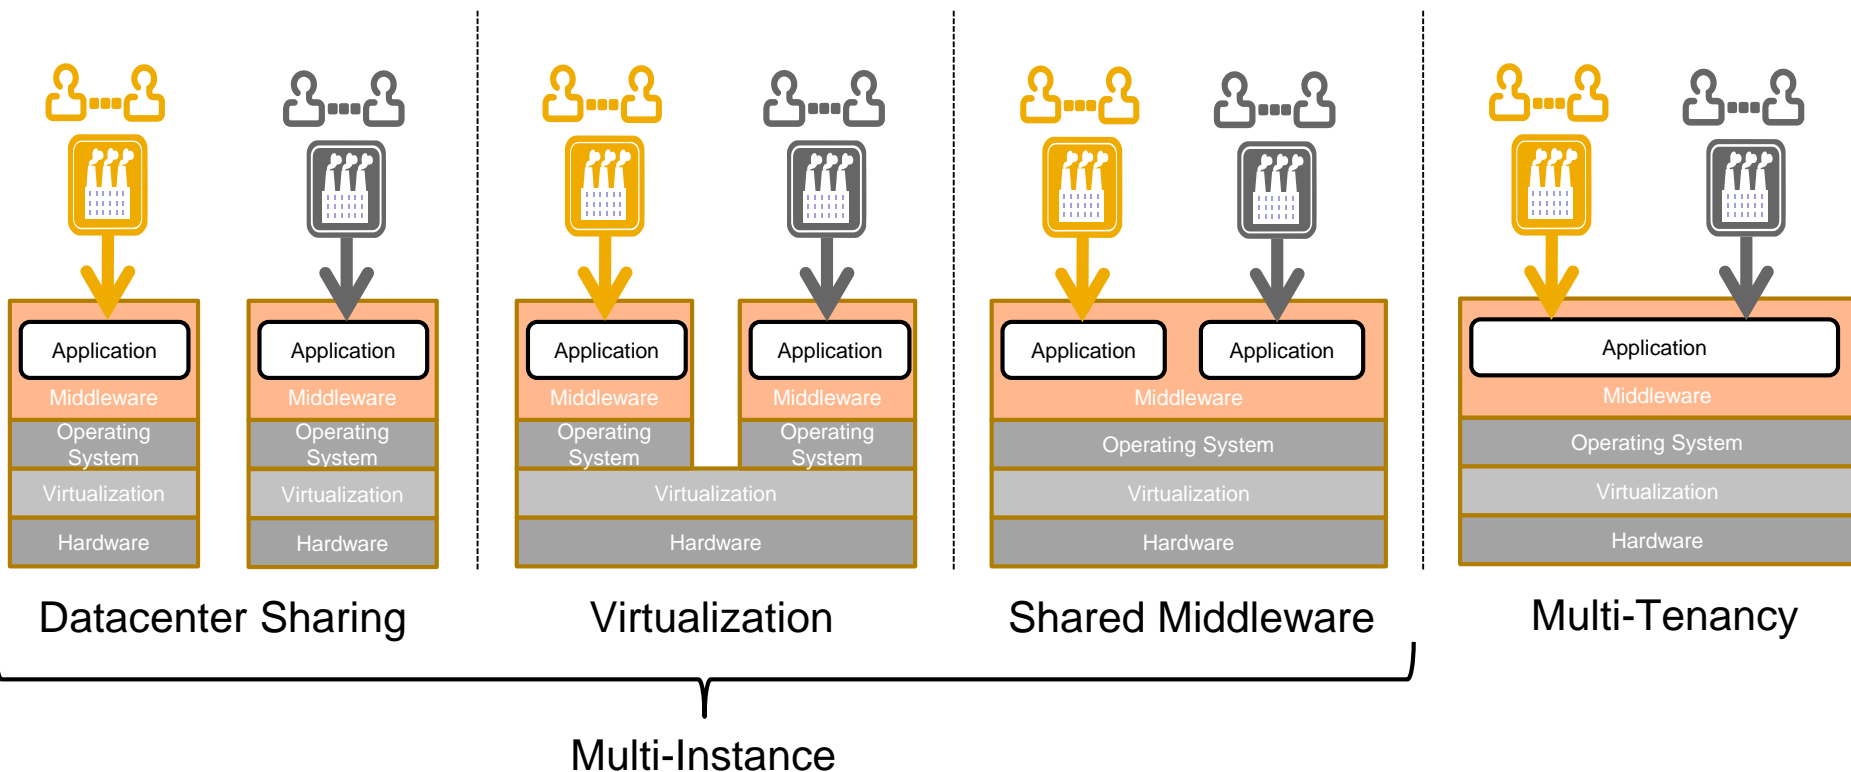 Application
Middleware
Operating
System
Virtualization
Hardware
Application
Middleware
Operating
System
Virtualization
Hardware
Datacenter Sharing
Application
Middleware
Operating
System
Application
Middleware
Operating
System
Virtualization
Hardware
Virtualization
Application
Application
Middleware
Operating System
Virtualization
Hardware
Shared Middleware
Application
Middleware
Operating System
Virtualization
Hardware
Multi-Tenancy
Multi-Instance